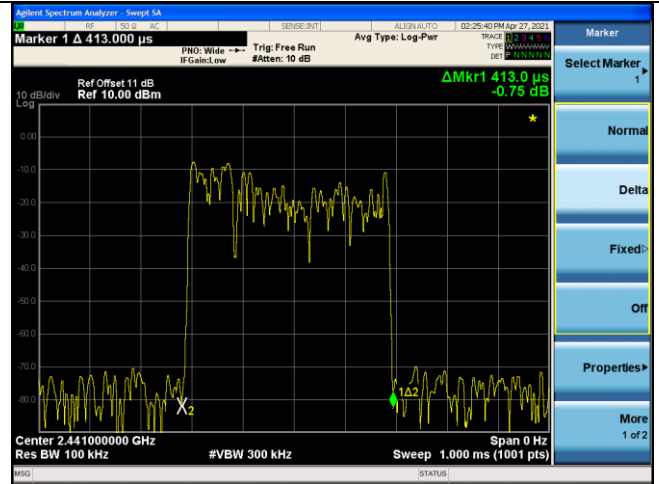 Agilent Spectrum Analyzer - Swept SA
RF 50 Ω AC SENSE:INT ALIGN AUTO 02:25:40 PM Apr 27, 2021
Marker 1 Δ 413.000 µs
PNO: Wide
IFGain:Low
Trig: Free Run
#Atten: 10 dB
Avg Type: Log-Pwr
TRACE 1 2 3 4 5 6
TYPE WWWWWW
DET P N N N N N
ΔMkr1 413.0 µs
-0.75 dB
Ref Offset 11 dB
10 dB/div Ref 10.00 dBm
Log
0.00
-10.0
-20.0
-30.0
-40.0
-50.0
-60.0
-70.0
-80.0
X2
1Δ2
Center 2.441000000 GHz Span 0 Hz
Res BW 100 kHz #VBW 300 kHz Sweep 1.000 ms (1001 pts)
MSG STATUS
Marker
Select Marker
1
Normal
Delta
Fixed
Off
Properties
More
1 of 2